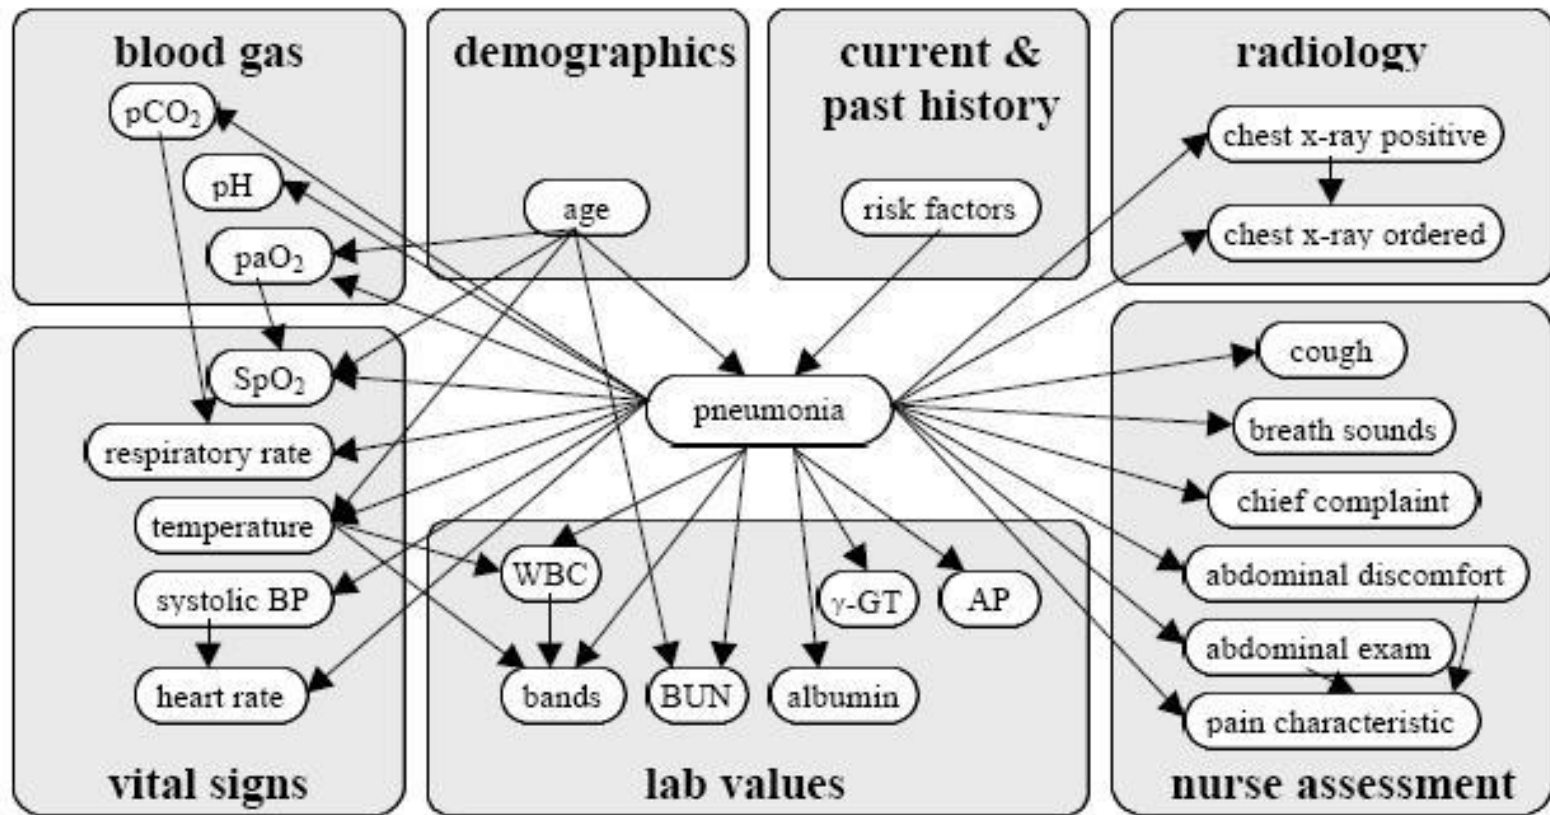 blood gas
pCO₂
pH
paO₂
demographics
age
current &
past history
risk factors
radiology
chest x-ray positive
chest x-ray ordered
pneumonia
SpO₂
respiratory rate
temperature
systolic BP
heart rate
vital signs
WBC
γ-GT
AP
bands
BUN
albumin
lab values
cough
breath sounds
chief complaint
abdominal discomfort
abdominal exam
pain characteristic
nurse assessment